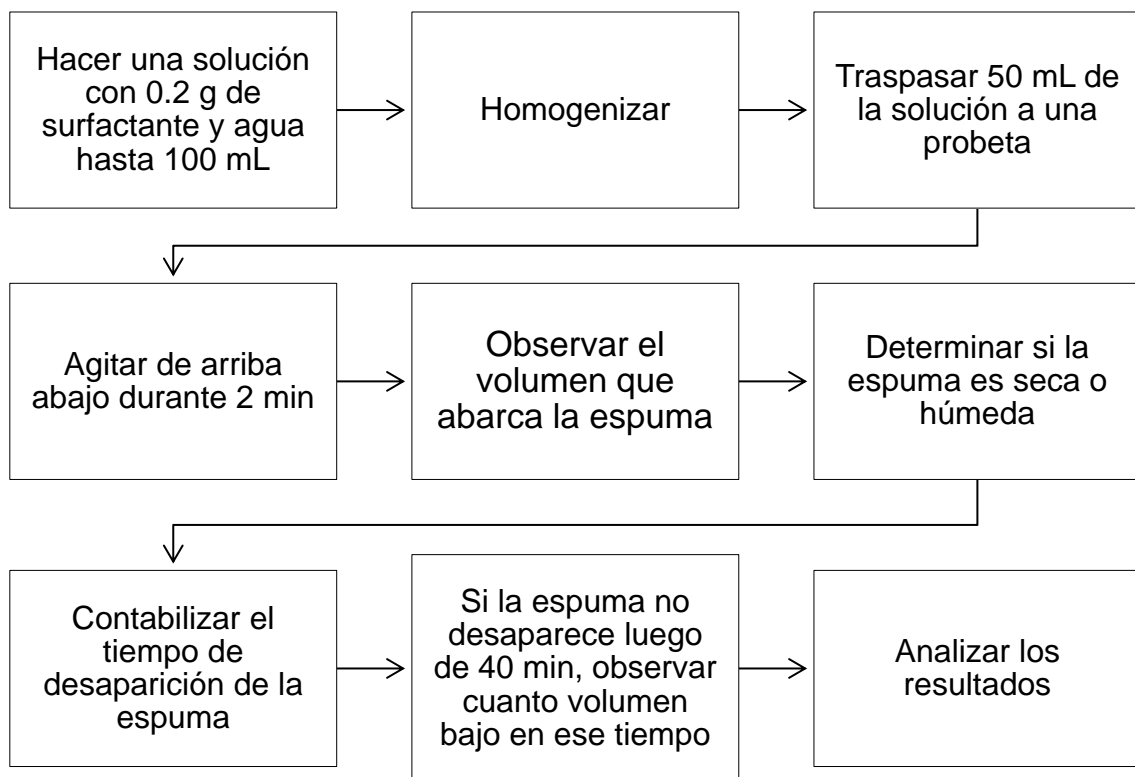 Hacer una solución
con 0.2 g de
surfactante y agua
hasta 100 mL
Homogenizar
Traspasar 50 mL de
la solución a una
probeta
Agitar de arriba
abajo durante 2 min
Observar el
volumen que
abarca la espuma
Determinar si la
espuma es seca o
húmeda
Contabilizar el
tiempo de
desaparición de la
espuma
Si la espuma no
desaparece luego
de 40 min, observar
cuanto volumen
bajo en ese tiempo
Analizar los
resultados